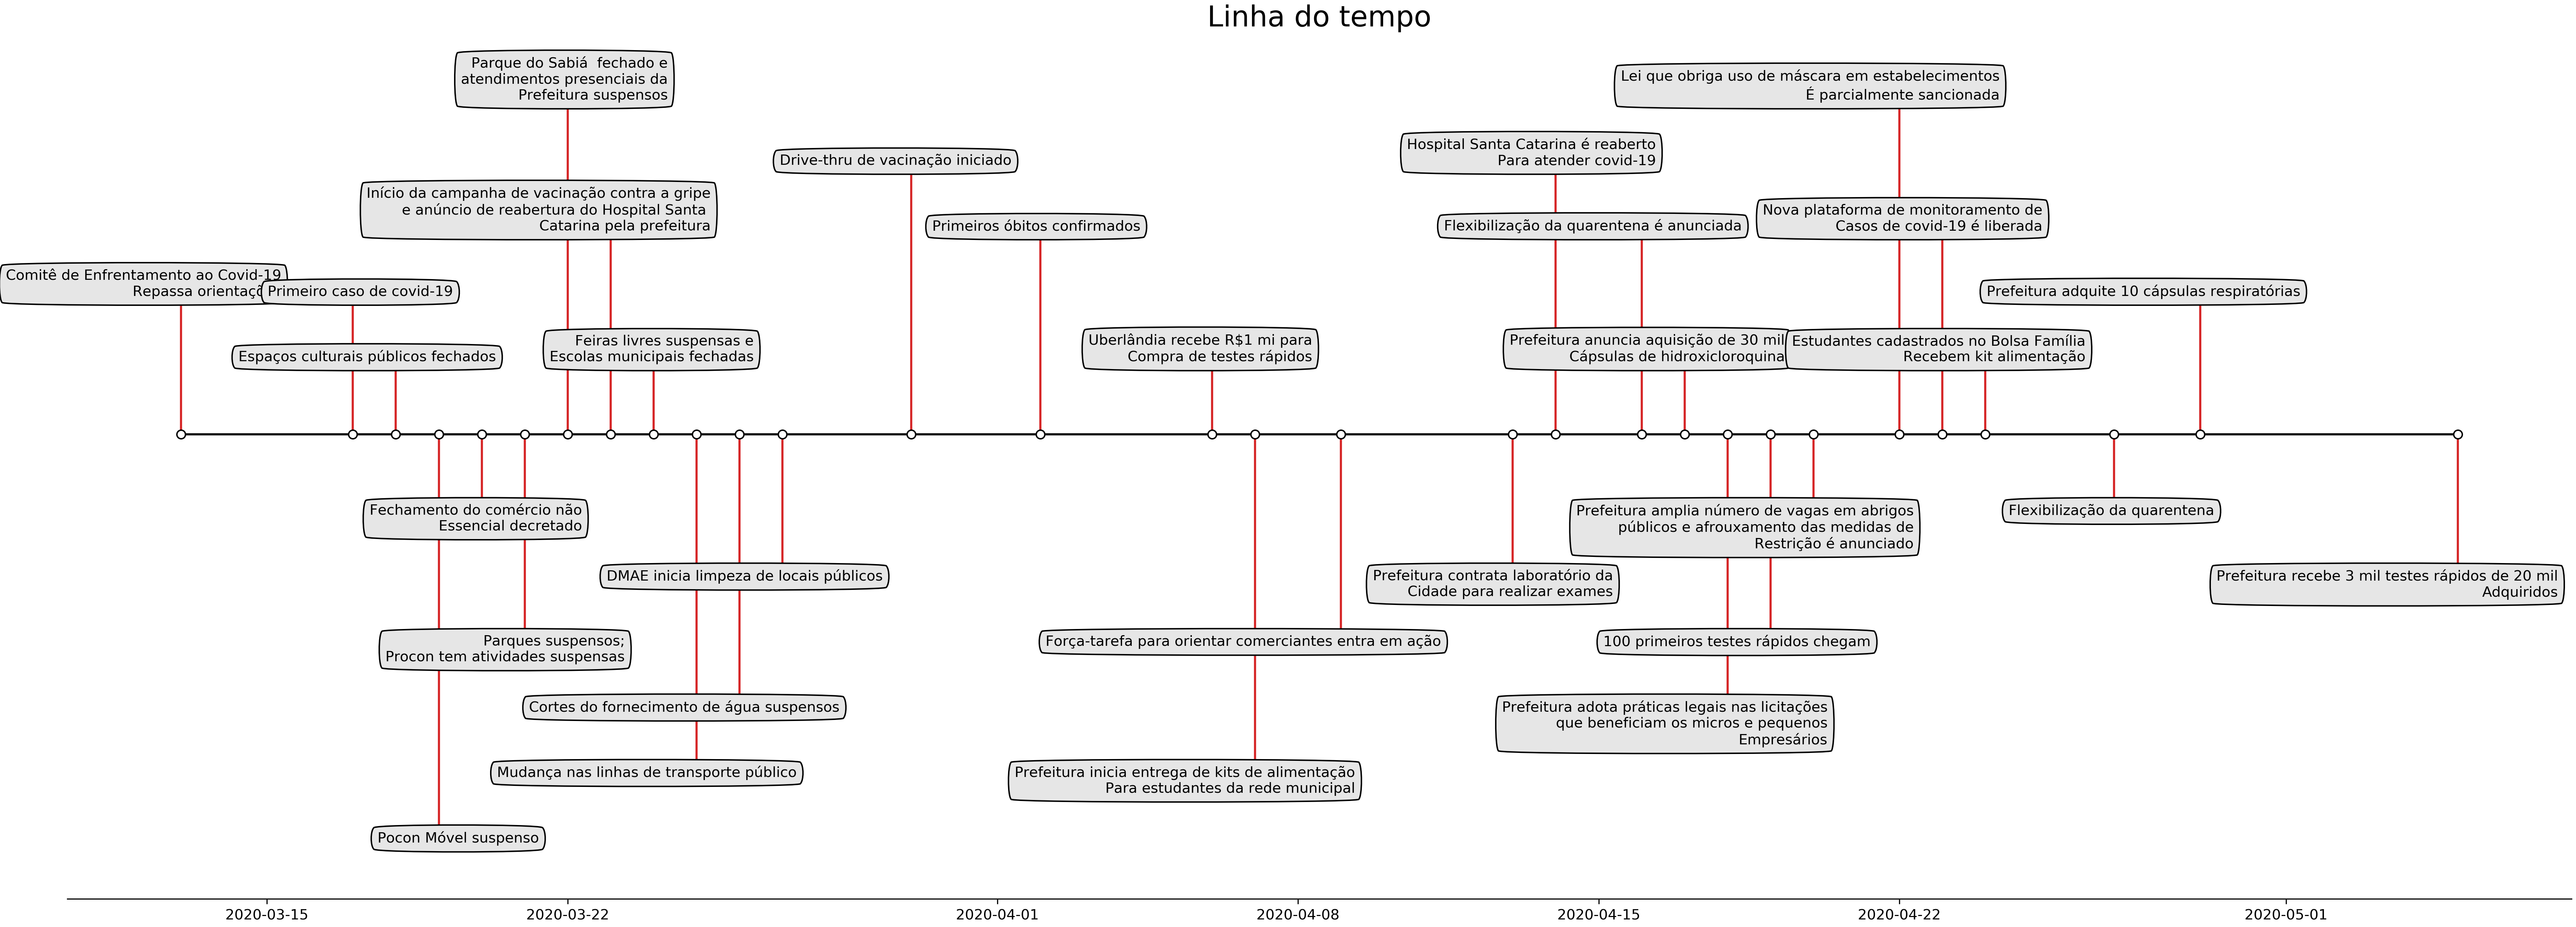 Linha do tempo
Parque do Sabiá  fechado e
atendimentos presenciais da
Prefeitura suspensos
Lei que obriga uso de máscara em estabelecimentos
É parcialmente sancionada
Drive-thru de vacinação iniciado
Hospital Santa Catarina é reaberto
Para atender covid-19
Início da campanha de vacinação contra a gripe
e anúncio de reabertura do Hospital Santa
Catarina pela prefeitura
Primeiros óbitos confirmados
Flexibilização da quarentena é anunciada
Nova plataforma de monitoramento de
Casos de covid-19 é liberada
Comitê de Enfrentamento ao Covid-19
Repassa
Primeiro caso de covid-19
Prefeitura adquite 10 cápsulas respiratórias
Espaços culturais públicos fechados
Feiras livres suspensas e
Escolas municipais fechadas
Uberlândia recebe R$1 mi para
Compra de testes rápidos
Prefeitura anuncia aquisição de 30 mil
Cápsulas de hidroxicloroquina
Estudantes cadastrados no Bolsa Família
Recebem kit alimentação
Fechamento do comércio não
Essencial decretado
Prefeitura amplia número de vagas em abrigos
públicos e afrouxamento das medidas de
Restrição é anunciado
Flexibilização da quarentena
DMAE inicia limpeza de locais públicos
Prefeitura contrata laboratório da
Cidade para realizar exames
Prefeitura recebe 3 mil testes rápidos de 20 mil
Adquiridos
Parques suspensos;
Procon tem atividades suspensas
Força-tarefa para orientar comerciantes entra em ação
100 primeiros testes rápidos chegam
Cortes do fornecimento de água suspensos
Prefeitura adota práticas legais nas licitações
que beneficiam os micros e pequenos
Empresários
Mudança nas linhas de transporte público
Prefeitura inicia entrega de kits de alimentação
Para estudantes da rede municipal
Pocon Móvel suspenso
2020-03-15
2020-03-22
2020-04-01
2020-04-08
2020-04-15
2020-04-22
2020-05-01